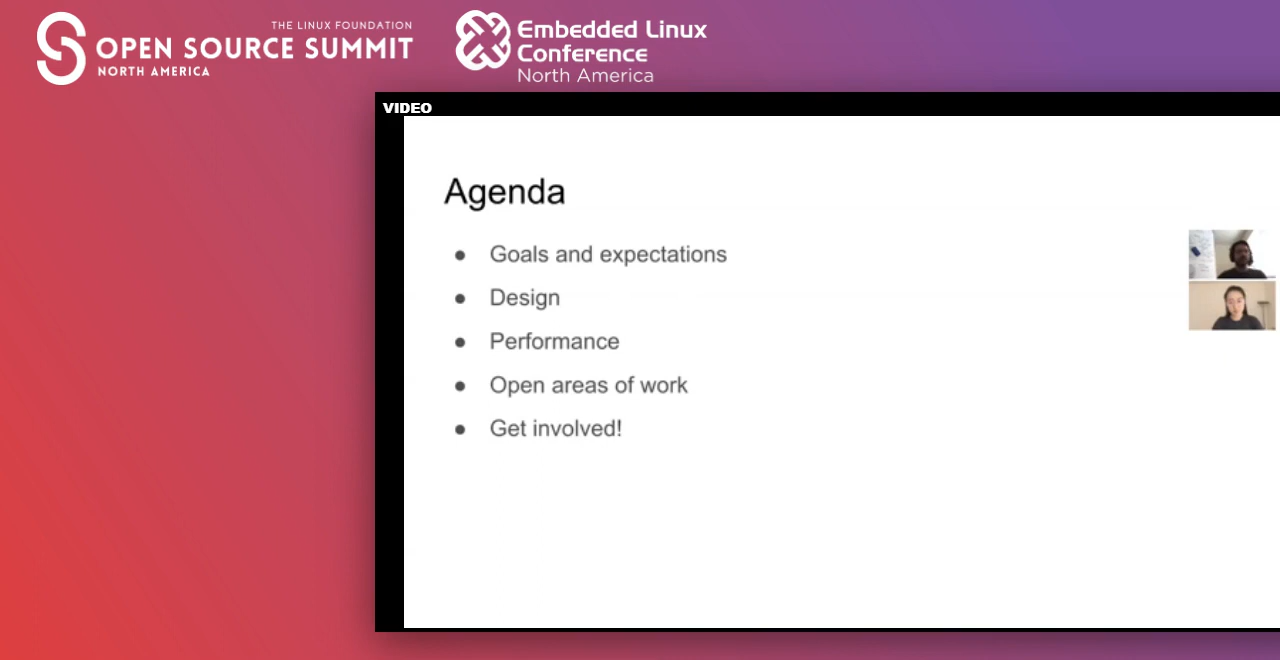 THE LINUX FOUNDATION
OPEN SOURCE SUMMIT
NORTH AMERICA
Embedded Linux
Conference
North America
VIDEO
Agenda
● Goals and expectations
● Design
● Performance
● Open areas of work
● Get involved!